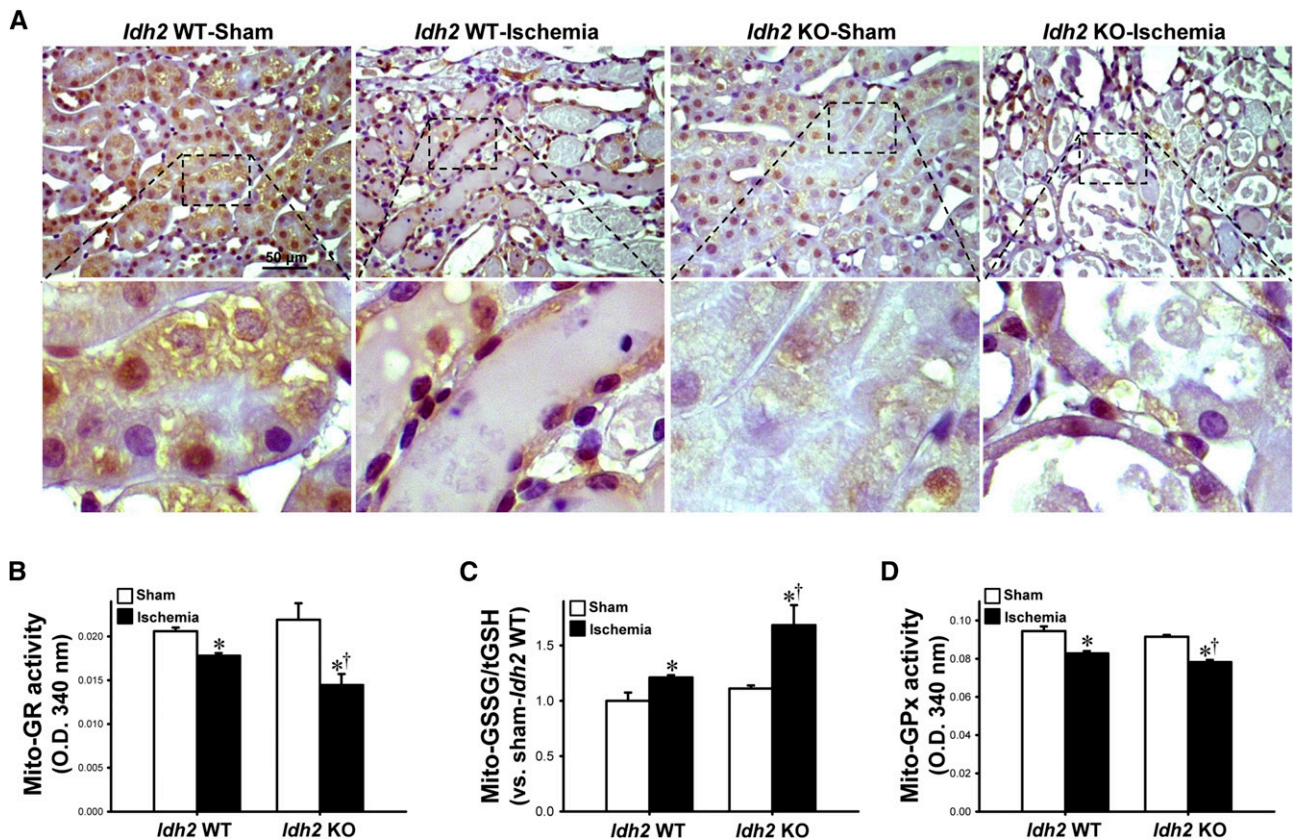 A
Idh2 WT-Sham
Idh2 WT-Ischemia
Idh2 KO-Sham
Idh2 KO-Ischemia
50 µm
B
Mito-GR activity
(O.D. 340 nm)
Sham
Ischemia
0.020
0.015
0.010
0.005
0.000
*
*†
Idh2 WT
Idh2 KO
C
Mito-GSSG/tGSH
(vs. sham-Idh2 WT)
Sham
Ischemia
1.5
1.0
0.5
0.0
*
*†
Idh2 WT
Idh2 KO
D
Mito-GPx activity
(O.D. 340 nm)
Sham
Ischemia
0.10
0.08
0.06
0.04
0.02
0.00
*
*†
Idh2 WT
Idh2 KO